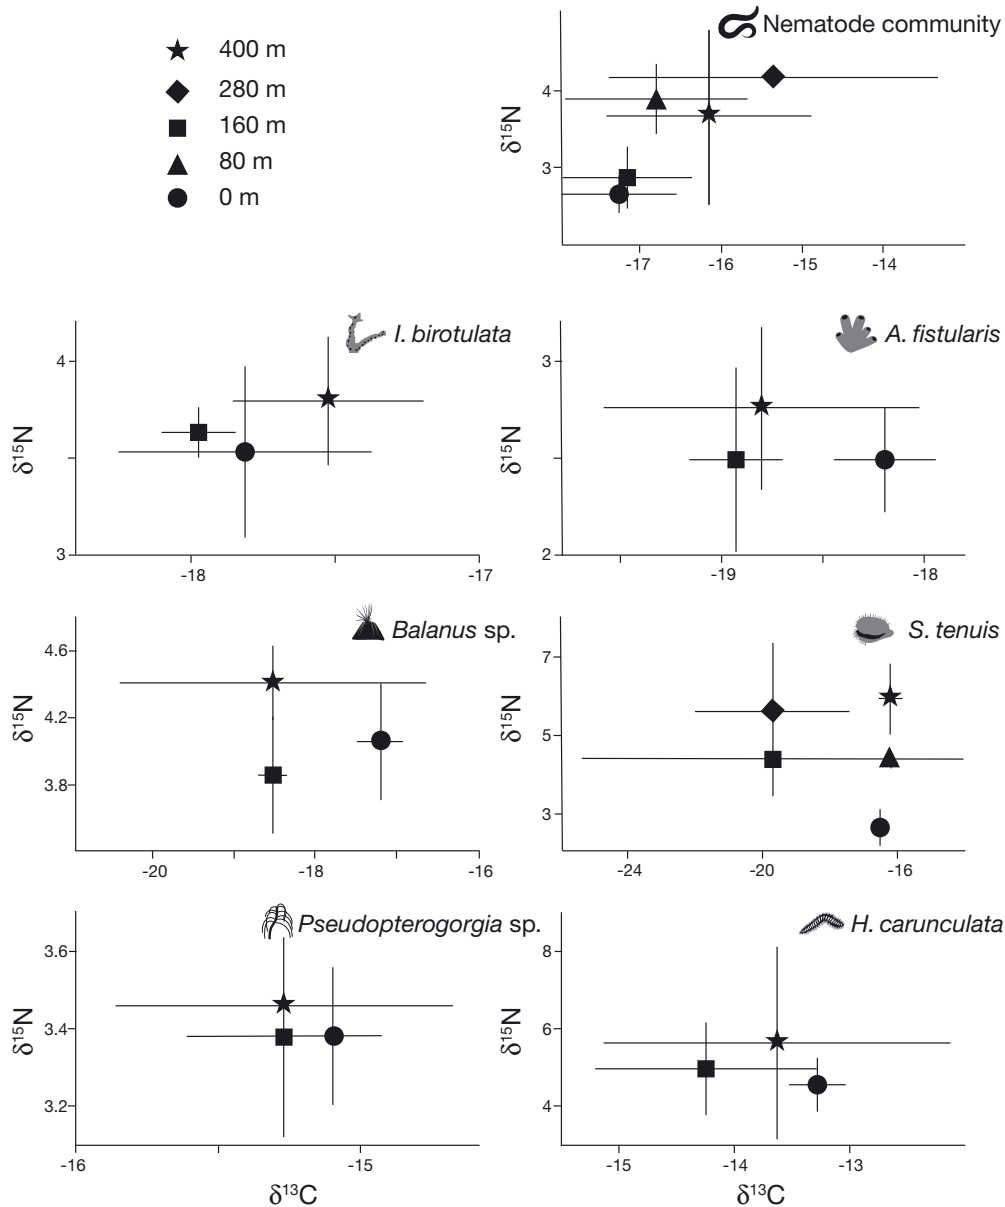 400 m
280 m
160 m
80 m
0 m
Nematode community
δ15N
4
3
-17 -16 -15 -14
I. birotulata
δ15N
4
3
-18 -17
A. fistularis
δ15N
3
2
-19 -18
Balanus sp.
δ15N
4.6
4.2
3.8
-20 -18 -16
S. tenuis
δ15N
7
5
3
-24 -20 -16
Pseudopterogorgia sp.
δ15N
3.6
3.4
3.2
-16 -15
δ13C
H. carunculata
δ15N
8
6
4
-15 -14 -13
δ13C